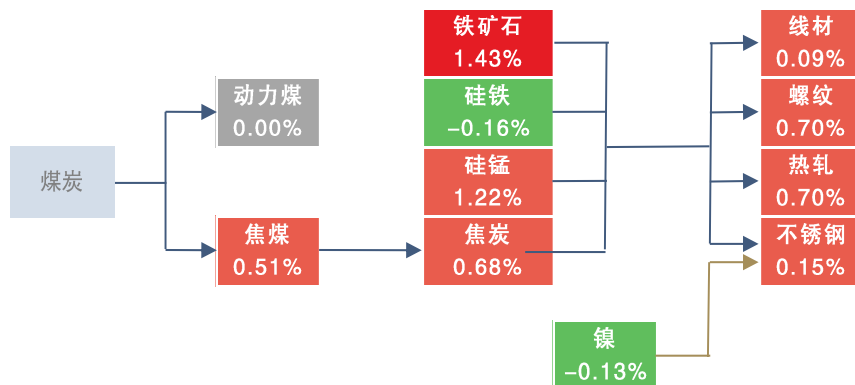 煤炭
动力煤
0.00%
焦煤
0.51%
铁矿石
1.43%
硅铁
-0.16%
硅锰
1.22%
焦炭
0.68%
镍
-0.13%
线材
0.09%
螺纹
0.70%
热轧
0.70%
不锈钢
0.15%